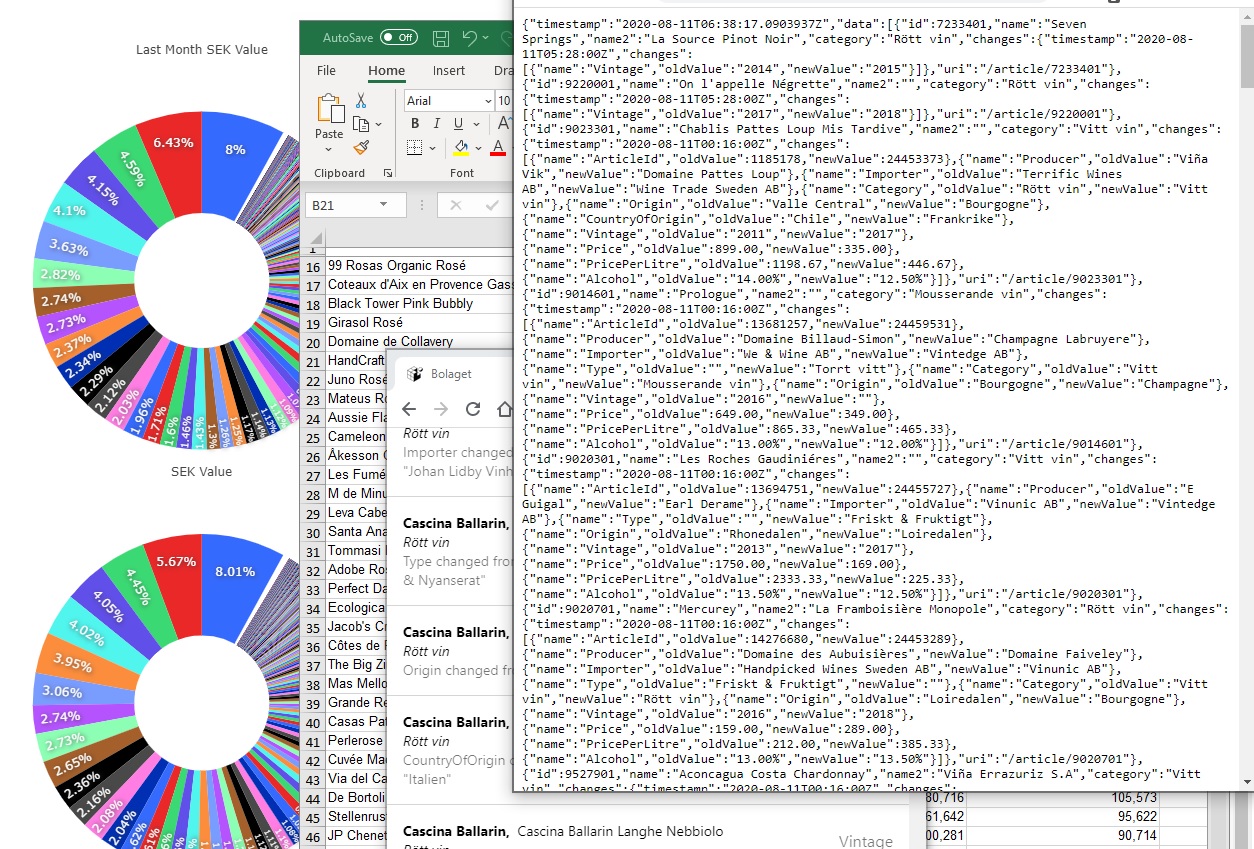 Last Month SEK Value
8%
6.43%
4.59%
4.15%
4.1%
3.63%
2.82%
2.74%
2.73%
2.37%
2.34%
2.29%
2.12%
2.03%
1.96%
1.71%
1.6%
1.46%
1.43%
1.3%
1.26%
1.25%
1.17%
1.14%
1.13%
SEK Value
8.01%
5.67%
4.45%
4.05%
4.02%
3.95%
3.06%
2.74%
2.73%
2.65%
2.36%
2.16%
2.08%
2.04%
AutoSave Off
File Home Insert Dra
Paste
Arial 10
B I U A
A
Clipboard Font
B21
16 99 Rosas Organic Rosé
17 Coteaux d'Aix en Provence Gass
18 Black Tower Pink Bubbly
19 Girasol Rosé
20 Domaine de Collavery
21 HandCraft
22 Juno Rosé
23 Mateus Ro
24 Aussie Fla
25 Cameleon
26 Åkesson
27 Les Fumé
28 M de Minu
29 Leva Cabe
30 Santa Ana
31 Tommasi
32 Adobe Ros
33 Perfect Da
34 Ecologica
35 Jacob's Cr
36 Côtes de
37 The Big Zi
38 Mas Mello
39 Grande Re
40 Casas Pat
41 Perlerose
42 Cuvée Mac
43 Via del Ca
44 De Bortoli
45 Stellenrus
46 JP Chenet
Bolaget
Rött vin
Importer changed
"Johan Lidby Vinh
Cascina Ballarin,
Rött vin
Type changed fro
& Nyanserat"
Cascina Ballarin,
Rött vin
Origin changed fr
Cascina Ballarin,
Rött vin
CountryOfOrigin
"Italien"
Cascina Ballarin, Cascina Ballarin Langhe Nebbiolo
Rött vin
Vintage
{"timestamp":"2020-08-11T06:38:17.0903937Z","data":[{"id":7233401,"name":"Seven
Springs","name2":"La Source Pinot Noir","category":"Rött vin","changes":{"timestamp":"2020-08-
11T05:28:00Z","changes":
[{"name":"Vintage","oldValue":"2014","newValue":"2015"}]},"uri":"/article/7233401"},
{"id":9220001,"name":"On l'appelle Négrette","name2":"","category":"Rött vin","changes":
{"timestamp":"2020-08-11T05:28:00Z","changes":
[{"name":"Vintage","oldValue":"2017","newValue":"2018"}]},"uri":"/article/9220001"},
{"id":9023301,"name":"Chablis Pattes Loup Mis Tardive","name2":"","category":"Vitt vin","changes":
{"timestamp":"2020-08-11T00:16:00Z","changes":
[{"name":"ArticleId","oldValue":1185178,"newValue":24453373},{"name":"Producer","oldValue":"Viña
Vik","newValue":"Domaine Pattes Loup"},{"name":"Importer","oldValue":"Terrific Wines
AB","newValue":"Wine Trade Sweden AB"},{"name":"Category","oldValue":"Rött vin","newValue":"Vitt
vin"},{"name":"Origin","oldValue":"Valle Central","newValue":"Bourgogne"},
{"name":"CountryOfOrigin","oldValue":"Chile","newValue":"Frankrike"},
{"name":"Vintage","oldValue":"2011","newValue":"2017"},
{"name":"Price","oldValue":899.00,"newValue":335.00},
{"name":"PricePerLitre","oldValue":1198.67,"newValue":446.67},
{"name":"Alcohol","oldValue":"14.00%","newValue":"12.50%"}]},"uri":"/article/9023301"},
{"id":9014601,"name":"Prologue","name2":"","category":"Mousserande vin","changes":
{"timestamp":"2020-08-11T00:16:00Z","changes":
[{"name":"ArticleId","oldValue":13681257,"newValue":24459531},
{"name":"Producer","oldValue":"Domaine Billaud-Simon","newValue":"Champagne Labruyere"},
{"name":"Importer","oldValue":"We & Wine AB","newValue":"Vintedge AB"},
{"name":"Type","oldValue":"","newValue":"Torrt vitt"},{"name":"Category","oldValue":"Vitt
vin","newValue":"Mousserande vin"},{"name":"Origin","oldValue":"Bourgogne","newValue":"Champagne"},
{"name":"Vintage","oldValue":"2016","newValue":""},
{"name":"Price","oldValue":649.00,"newValue":349.00},
{"name":"PricePerLitre","oldValue":865.33,"newValue":465.33},
{"name":"Alcohol","oldValue":"13.00%","newValue":"12.00%"}]},"uri":"/article/9014601"},
{"id":9020301,"name":"Les Roches Gaudiniéres","name2":"","category":"Vitt vin","changes":
{"timestamp":"2020-08-11T00:16:00Z","changes":
[{"name":"ArticleId","oldValue":13694751,"newValue":24455727},{"name":"Producer","oldValue":"E
Guigal","newValue":"Earl Derame"},{"name":"Importer","oldValue":"Vinunic AB","newValue":"Vintedge
AB"},{"name":"Type","oldValue":"","newValue":"Friskt & Fruktigt"},
{"name":"Origin","oldValue":"Rhonedalen","newValue":"Loiredalen"},
{"name":"Vintage","oldValue":"2013","newValue":"2017"},
{"name":"Price","oldValue":1750.00,"newValue":169.00},
{"name":"PricePerLitre","oldValue":2333.33,"newValue":225.33},
{"name":"Alcohol","oldValue":"13.50%","newValue":"12.50%"}]},"uri":"/article/9020301"},
{"id":9020701,"name":"Mercurey","name2":"La Framboisière Monopole","category":"Rött vin","changes":
{"timestamp":"2020-08-11T00:16:00Z","changes":
[{"name":"ArticleId","oldValue":14276680,"newValue":24453289},
{"name":"Producer","oldValue":"Domaine des Aubuisières","newValue":"Domaine Faiveley"},
{"name":"Importer","oldValue":"Handpicked Wines Sweden AB","newValue":"Vinunic AB"},
{"name":"Type","oldValue":"Friskt & Fruktigt","newValue":""},{"name":"Category","oldValue":"Vitt
vin","newValue":"Rött vin"},{"name":"Origin","oldValue":"Loiredalen","newValue":"Bourgogne"},
{"name":"Vintage","oldValue":"2016","newValue":"2018"},
{"name":"Price","oldValue":159.00,"newValue":289.00},
{"name":"PricePerLitre","oldValue":212.00,"newValue":385.33},
{"name":"Alcohol","oldValue":"13.00%","newValue":"13.50%"}]},"uri":"/article/9020701"},
{"id":9527901,"name":"Aconcagua Costa Chardonnay","name2":"Viña Errazuriz S.A","category":"Vitt
vin","changes":{"timestamp":"2020-08-11T00:16:00Z","changes":
80,716 105,573
61,642 95,622
00,281 90,714